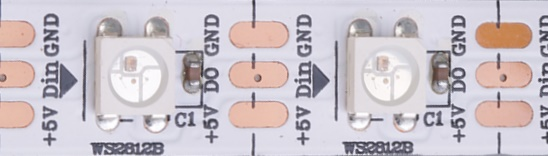 GND GND GND GND
Din DO Din DO
+5V C1 +5V +5V C1 +5V
WS2812B WS2812B